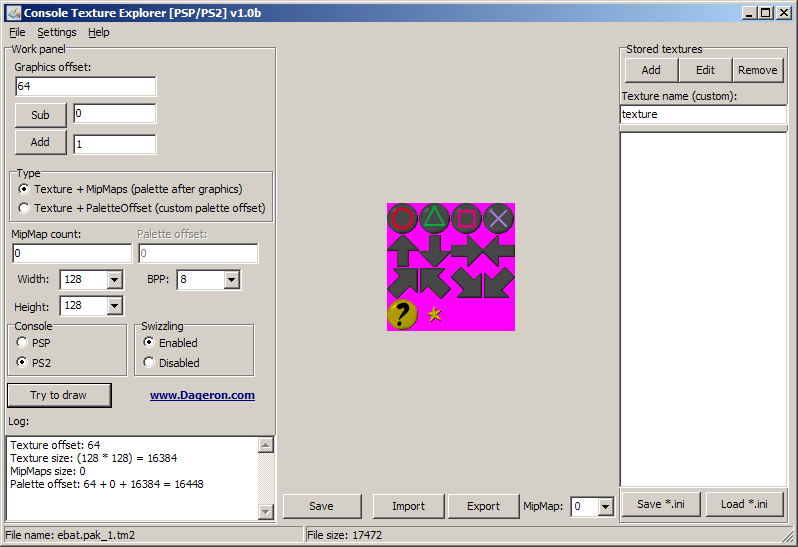 Console Texture Explorer [PSP/PS2] v1.0b
File Settings Help
Work panel
Graphics offset:
64
Sub 0
Add 1
Type
Texture + MipMaps (palette after graphics)
Texture + PaletteOffset (custom palette offset)
MipMap count: Palette offset:
0 0
Width: 128 BPP: 8
Height: 128
Console Swizzling
PSP Enabled
PS2 Disabled
Try to draw www.Dageron.com
Log:
Texture offset: 64
Texture size: (128 * 128) = 16384
MipMaps size: 0
Palette offset: 64 + 0 + 16384 = 16448
?
Save Import Export MipMap: 0
Stored textures
Add Edit Remove
Texture name (custom):
texture
Save *.ini Load *.ini
File name: ebat.pak_1.tm2 File size: 17472